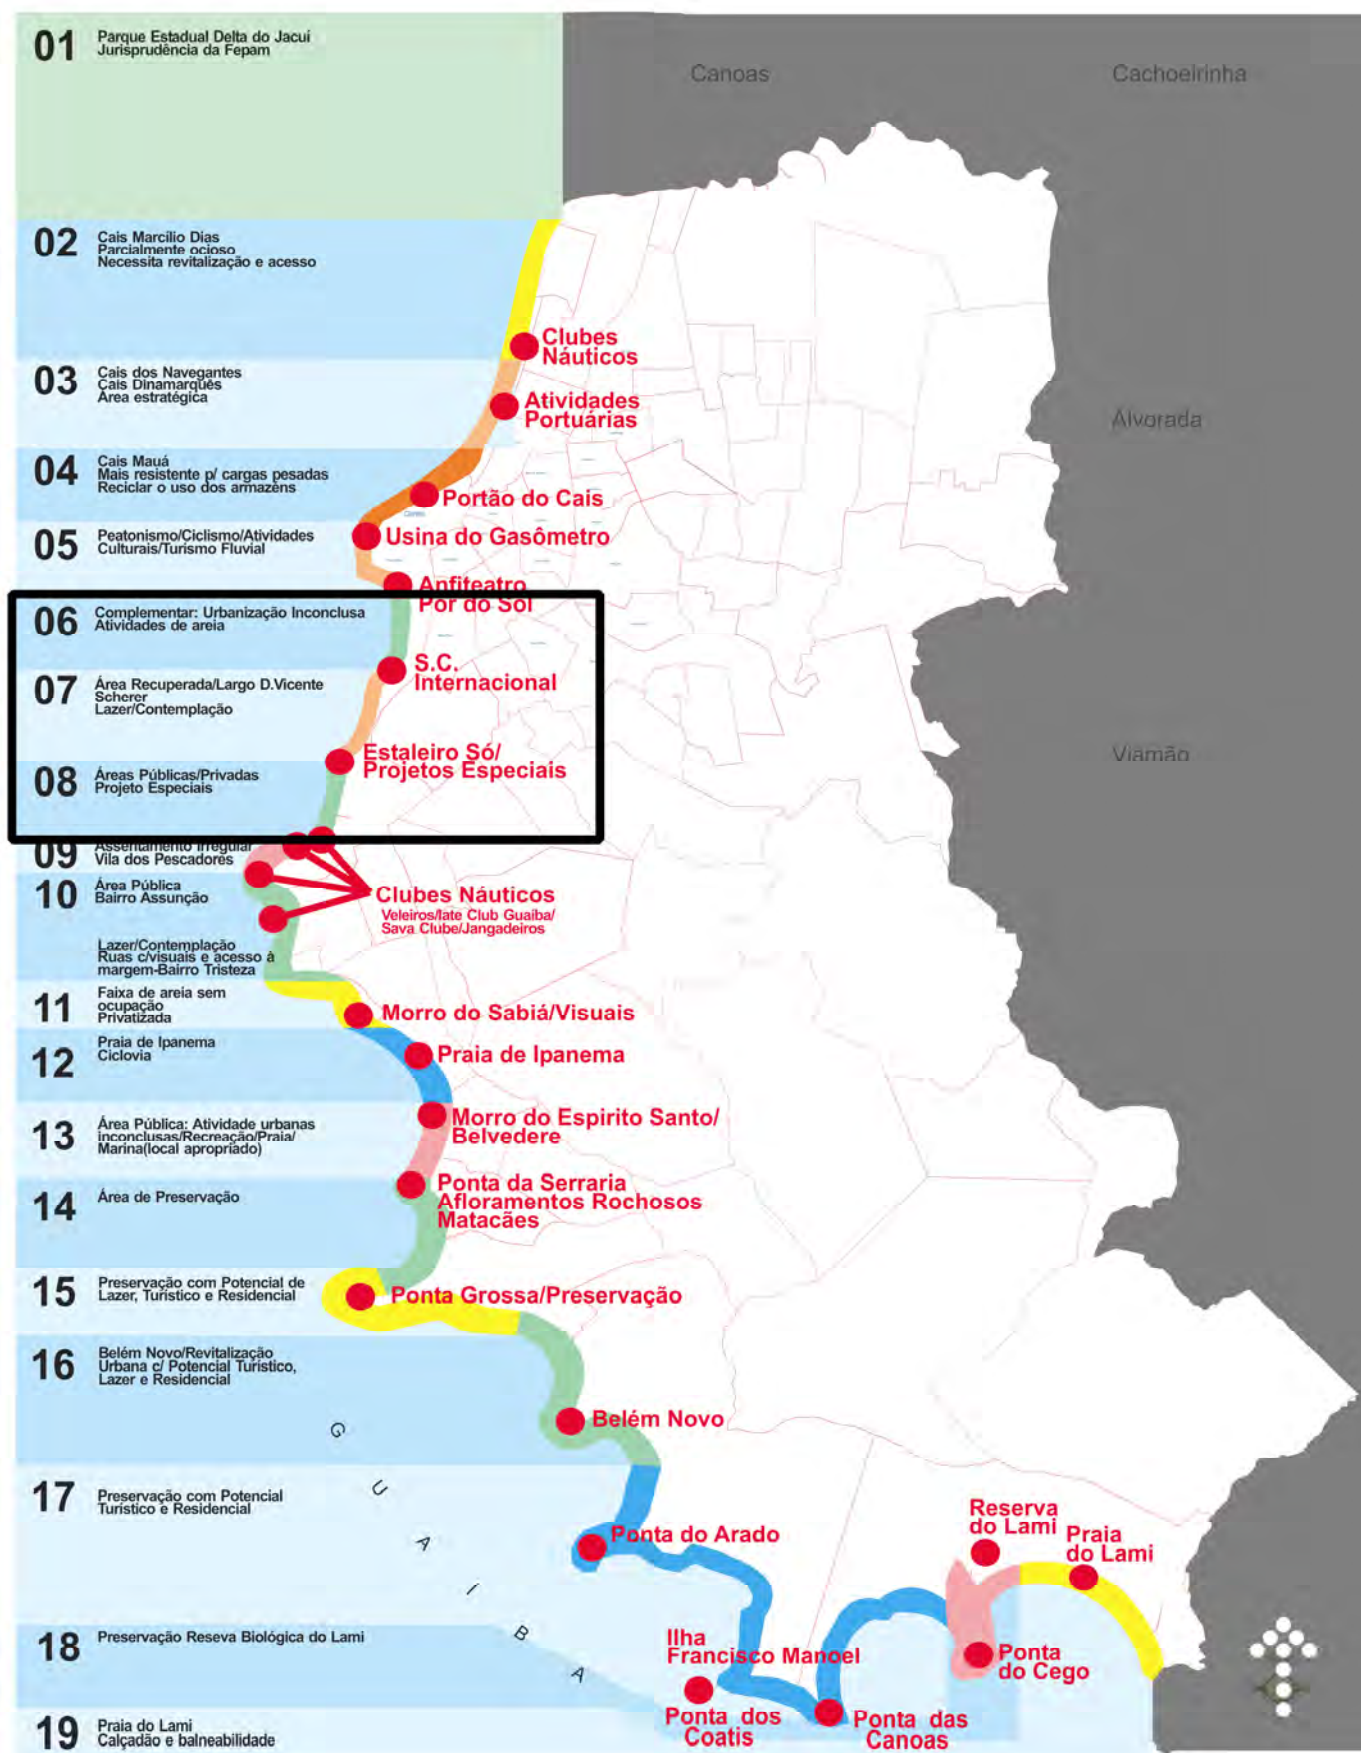 01
Parque Estadual Delta do Jacuí
Jurisprudência da Fepam
Canoas
Cachoeirinha
02
Cais Marcílio Dias
Parcialmente ocioso
Necessita revitalização e acesso
Clubes
Náuticos
03
Cais dos Navegantes
Cais Dinamarquês
Área estratégica
Atividades
Portuárias
Alvorada
04
Cais Mauá
Mais resistente p/ cargas pesadas
Reciclar o uso dos armazéns
Portão do Cais
05
Peatonismo/Ciclismo/Atividades
Culturais/Turismo Fluvial
Usina do Gasômetro
Anfiteatro
Por do Sol
06
Complementar: Urbanização Inconclusa
Atividades de areia
S.C.
Internacional
07
Área Recuperada/Largo D.Vicente
Scherer
Lazer/Contemplação
Estaleiro Só/
Projetos Especiais
Viamão
08
Áreas Públicas/Privadas
Projeto Especiais
09
Assentamento Irregular
Vila dos Pescadores
10
Área Pública
Bairro Assunção
Clubes Náuticos
Veleiros/Iate Club Guaíba/
Sava Clube/Jangadeiros
Lazer/Contemplação
Ruas c/visuais e acesso à
margem-Bairro Tristeza
11
Faixa de areia sem
ocupação
Privatizada
Morro do Sabiá/Visuais
12
Praia de Ipanema
Ciclovia
Praia de Ipanema
13
Área Pública: Atividade urbanas
inconclusas/Recreação/Praia/
Marina(local apropriado)
Morro do Espirito Santo/
Belvedere
14
Área de Preservação
Ponta da Serraria
Afloramentos Rochosos
Matacães
15
Preservação com Potencial de
Lazer, Turístico e Residencial
Ponta Grossa/Preservação
16
Belém Novo/Revitalização
Urbana c/ Potencial Turistico,
Lazer e Residencial
Belém Novo
GUAIBA
17
Preservação com Potencial
Turistico e Residencial
Ponta do Arado
Reserva
do Lami
Praia
do Lami
18
Preservação Reseva Biológica do Lami
Ilha
Francisco Manoel
Ponta
do Cego
Ponta dos
Coatis
Ponta das
Canoas
19
Praia do Lami
Calçadão e balneabilidade